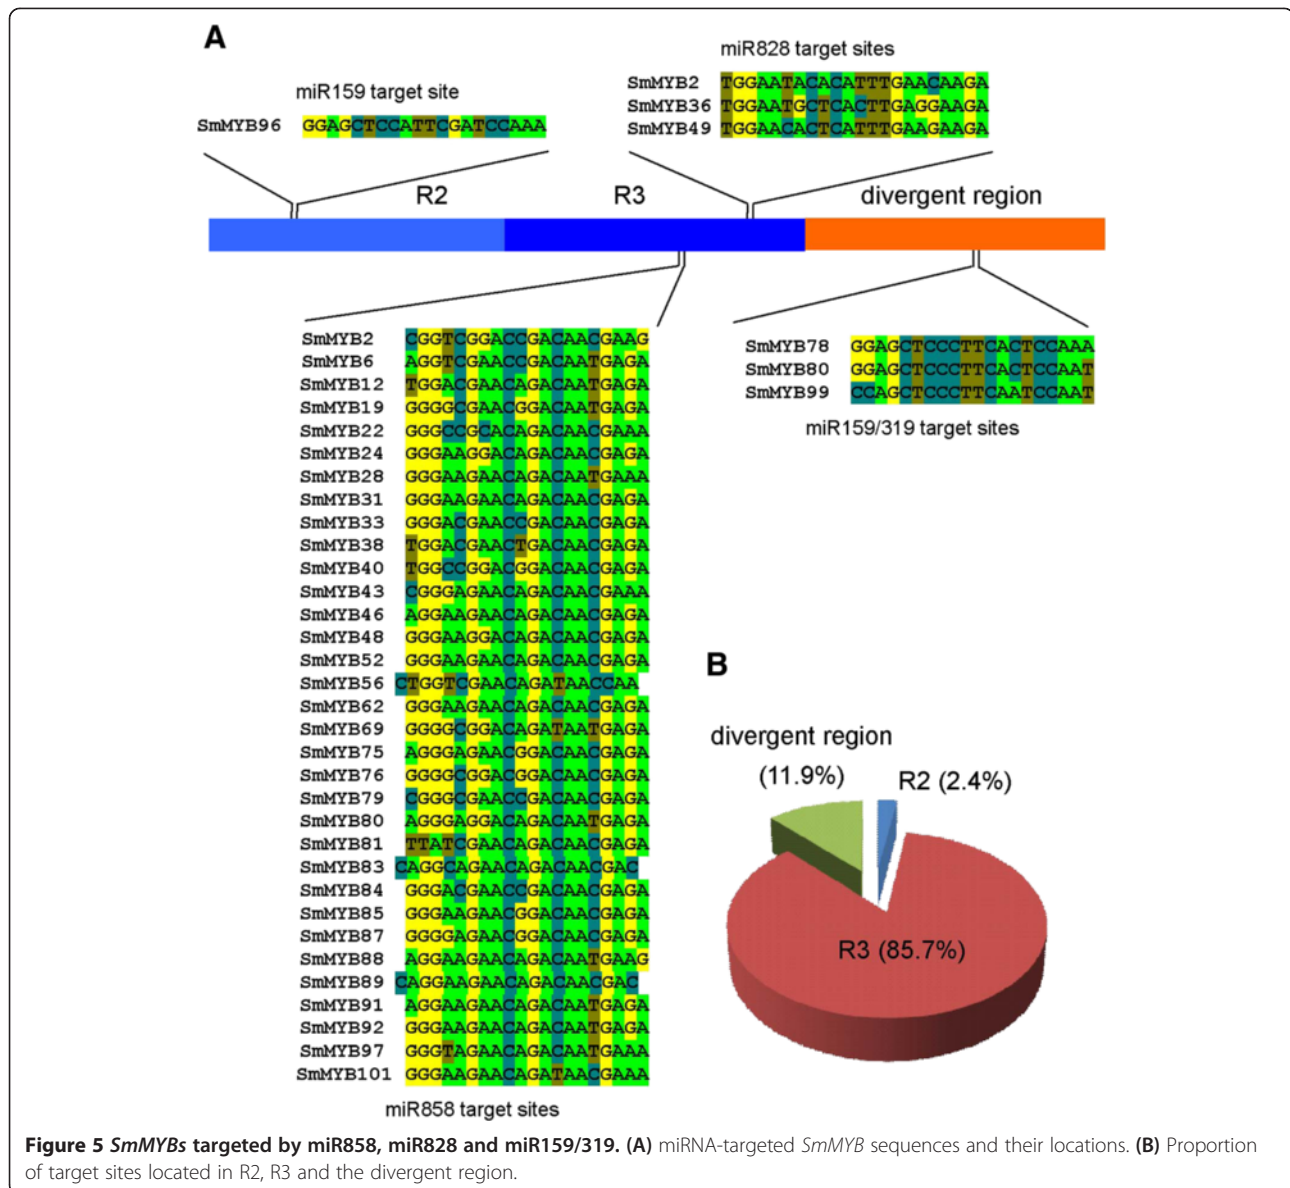 A
miR159 target site
SmMYB96 GGAGCTCCATTCGATCCAAA
miR828 target sites
SmMYB2 TGGAATACACATTTGAACAAGA
SmMYB36 TGGAATGCTCACTTGAGGAAGA
SmMYB49 TGGAACACTCATTTGAAGAAGA
R2
R3
divergent region
SmMYB2 CGGTCGGACCGACAACGAAG
SmMYB6 AGGTCGAACCGACAATGAGA
SmMYB12 TGGACGAACAGACAATGAGA
SmMYB19 GGGGCGAACGGACAATGAGA
SmMYB22 GGGCCGCACAGACAACGAAA
SmMYB24 GGGAAGGACAGACAACGAGA
SmMYB28 GGGAAGAACAGACAATGAAA
SmMYB31 GGGAAGAACAGACAACGAGA
SmMYB33 GGGACGAACCGACAACGAGA
SmMYB38 TGGACGAACTGACAACGAGA
SmMYB40 TGGCCGGACGGACAACGAGA
SmMYB43 CGGGAGAACAGACAACGAAA
SmMYB46 AGGAAGAACAGACAACGAGA
SmMYB48 GGGAAGGACAGACAACGAGA
SmMYB52 GGGAAGAACAGACAACGAGA
SmMYB56 CTGGTCGAACAGATAACCAA
SmMYB62 GGGAAGAACAGACAACGAGA
SmMYB69 GGGGCGGACAGATAATGAGA
SmMYB75 AGGGAGAACGGACAACGAGA
SmMYB76 GGGGCGGACGGACAACGAGA
SmMYB79 CGGGCGAACCGACAACGAGA
SmMYB80 AGGGAGGACAGACAATGAGA
SmMYB81 TTATCGAACAGACAACGAGA
SmMYB83 CAGGCAGAACAGACAACGAC
SmMYB84 GGGACGAACCGACAACGAGA
SmMYB85 GGGAAGAACGGACAACGAGA
SmMYB87 GGGGAGAACGGACAACGAGA
SmMYB88 AGGAAGAACAGACAATGAAG
SmMYB89 CAGGAAGAACAGACAACGAC
SmMYB91 AGGAAGAACAGACAATGAGA
SmMYB92 GGGAAGAACAGACAATGAGA
SmMYB97 GGGTAGAACAGACAATGAAA
SmMYB101 GGGAAGAACAGATAACGAAA
miR858 target sites
SmMYB78 GGAGCTCCCTTCACTCCAAA
SmMYB80 GGAGCTCCCTTCACTCCAAT
SmMYB99 CCAGCTCCCTTCAATCCAAT
miR159/319 target sites
B
divergent region
(11.9%)
R2 (2.4%)
R3 (85.7%)
Figure 5 SmMYBs targeted by miR858, miR828 and miR159/319. (A) miRNA-targeted SmMYB sequences and their locations. (B) Proportion
of target sites located in R2, R3 and the divergent region.